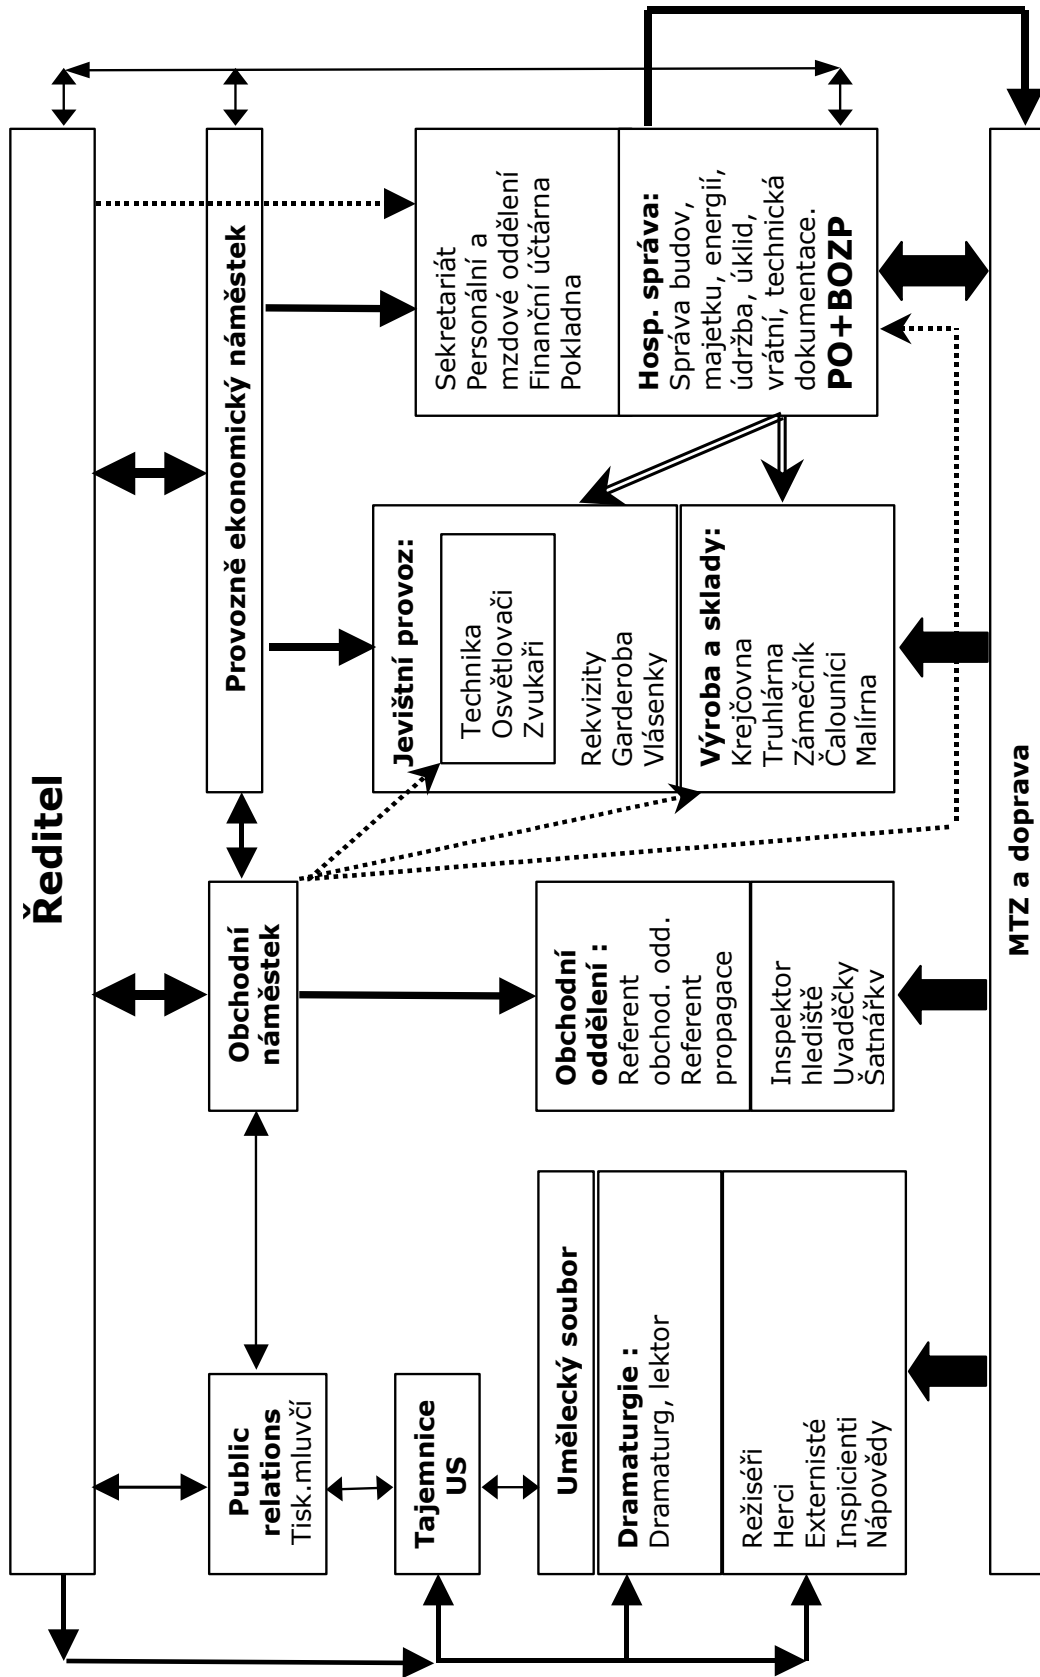 Ředitel
Public
relations
Tisk.mluvčí
Obchodní
náměstek
Provozně ekonomický náměstek
Tajemnice
US
Umělecký soubor
Dramaturgie :
Dramaturg, lektor
Režiséři
Herci
Externisté
Inspicienti
Nápovědy
Obchodní
oddělení :
Referent
obchod. odd.
Referent
propagace
Inspektor
hlediště
Uvaděčky
Šatnářkv
Jevištní provoz:
Technika
Osvětlovači
Zvukaři
Rekvizity
Garderoba
Vlásenky
Výroba a sklady:
Krejčovna
Truhlárna
Zámečník
Čalouníci
Malírna
Sekretariát
Personální a
mzdové oddělení
Finanční účtárna
Pokladna
Hosp. správa:
Správa budov,
majetku, energií,
údržba, úklid,
vrátní, technická
dokumentace.
PO+BOZP
MTZ a doprava